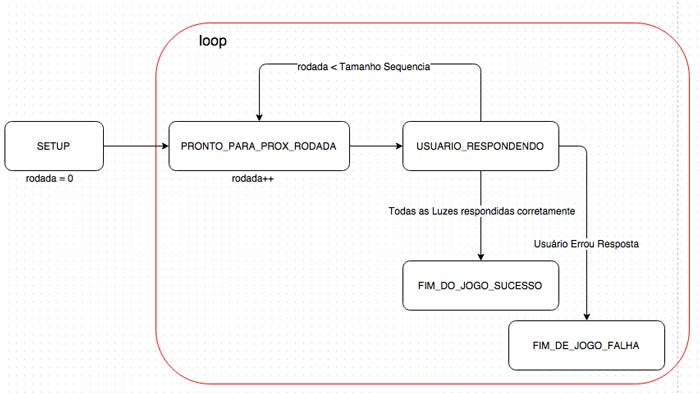 loop
rodada < Tamanho Sequencia
SETUP
PRONTO_PARA_PROX_RODADA
USUARIO_RESPONDENDO
rodada = 0
rodada++
Todas as Luzes respondidas corretamente
Usuário Errou Resposta
FIM_DO_JOGO_SUCESSO
FIM_DE_JOGO_FALHA